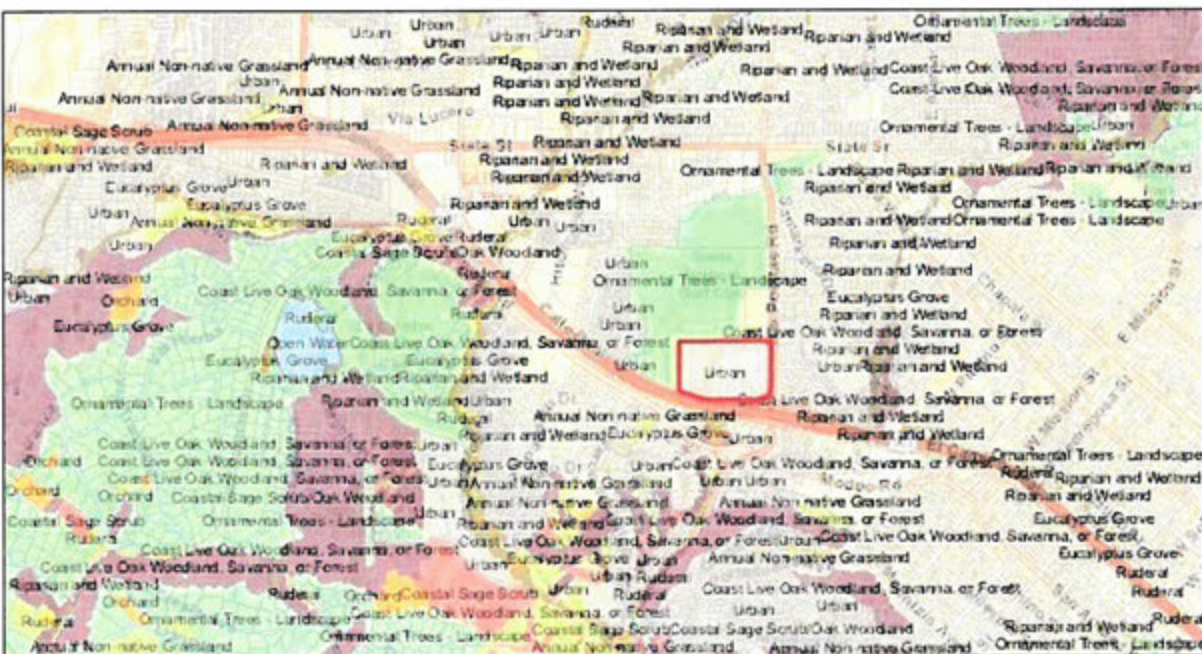 Ornamental Trees - Landscape
Urban
Ruderal
Urban
Urban
Urban
Riparian and Wetland
Riparian and Wetland
Urban
Riparian and Wetland
Annual Non-native Grassland
Annual Non-native Grassland
Riparian and Wetland
Riparian and Wetland
Coast Live Oak Woodland, Savanna, or Forest
Urban
Riparian and Wetland
Annual Non-native Grassland
Coast Live Oak Woodland, Savanna, or Forest
Annual Non-native Grassland
Riparian and Wetland
Riparian and Wetland
Riparian and Wetland
Urban
Via Lucero
Riparian and Wetland
Annual Non-native Grassland
Ornamental Trees - Landscape
Urban
Coastal Sage Scrub
State St
Riparian and Wetland
State St
Riparian and Wetland
Annual Non-native Grassland
Riparian and Wetland
Riparian and Wetland
Riparian and Wetland
Ornamental Trees - Landscape
Riparian and Wetland
Riparian and Wetland
Riparian and Wetland
Eucalyptus Grove
Urban
Riparian and Wetland
Eucalyptus Grove
Riparian and Wetland
Ornamental Trees - Landscape
Urban
Urban
Annual Non-native Grassland
Ruderal
Urban
Urban
Riparian and Wetland
Ornamental Trees - Landscape
Urban
Eucalyptus Grove
Ruderal
Riparian and Wetland
Coastal Sage Scrub/Oak Woodland
Urban
Riparian and Wetland
Ruderal
Riparian and Wetland
Ornamental Trees - Landscape
Urban
Orchard
Coast Live Oak Woodland, Savanna, or Forest
Eucalyptus Grove
Urban
Ruderal
Ruderal
Riparian and Wetland
Eucalyptus Grove
Urban
Coast Live Oak Woodland, Savanna, or Forest
E Mission St
Open Water
Coast Live Oak Woodland, Savanna, or Forest
Riparian and Wetland
Eucalyptus Grove
Eucalyptus Grove
Urban
Urban
Urban
Riparian and Wetland
Riparian and Wetland
Riparian and Wetland
Ornamental Trees - Landscape
Riparian and Wetland
Urban
Coast Live Oak Woodland, Savanna, or Forest
Ruderal
Annual Non-native Grassland
Riparian and Wetland
W Mission St
Riparian and Wetland
Eucalyptus Grove
Urban
Riparian and Wetland
Coast Live Oak Woodland, Savanna, or Forest
Urban
Ornamental Trees - Landscape
Orchard
Coast Live Oak Woodland, Savanna, or Forest
Eucalyptus Grove
Urban
Coast Live Oak Woodland, Savanna, or Forest
Ruderal
Coast Live Oak Woodland, Savanna, or Forest
Urban
Annual Non-native Grassland
Urban
Urban
Modoc Rd
Riparian and Wetland
Orchard
Orchard
Coastal Sage Scrub/Oak Woodland
Annual Non-native Grassland
Annual Non-native Grassland
Riparian and Wetland
Coastal Sage Scrub
Ornamental Trees - Landscape
Urban
Riparian and Wetland
Coast Live Oak Woodland, Savanna, or Forest
Eucalyptus Grove
Ruderal
Coast Live Oak Woodland, Savanna, or Forest
Urban
Coast Live Oak Woodland, Savanna, or Forest
Coast Live Oak Woodland, Savanna, or Forest
Eucalyptus Grove
Urban
Annual Non-native Grassland
Eucalyptus Grove
Coast Live Oak Woodland, Savanna, or Forest
Urban
Urban
Ruderal
Ruderal
Riparian and Wetland
Ruderal
Orchard
Coastal Sage Scrub
Urban
Ruderal
Coast Live Oak Woodland, Savanna, or Forest
Ruderal
Orchard
Coast Live Oak Woodland, Savanna, or Forest
Urban
Urban
Ruderal
Ornamental Trees - Landscape
Riparian and Wetland
Ruderal
Ornamental Trees - Landscape
Coastal Sage Scrub
Coastal Sage Scrub/Oak Woodland
Annual Non-native Grassland
Annual Non-native Grassland
Annual Non-native Grassland
Ornamental Trees - Landscape